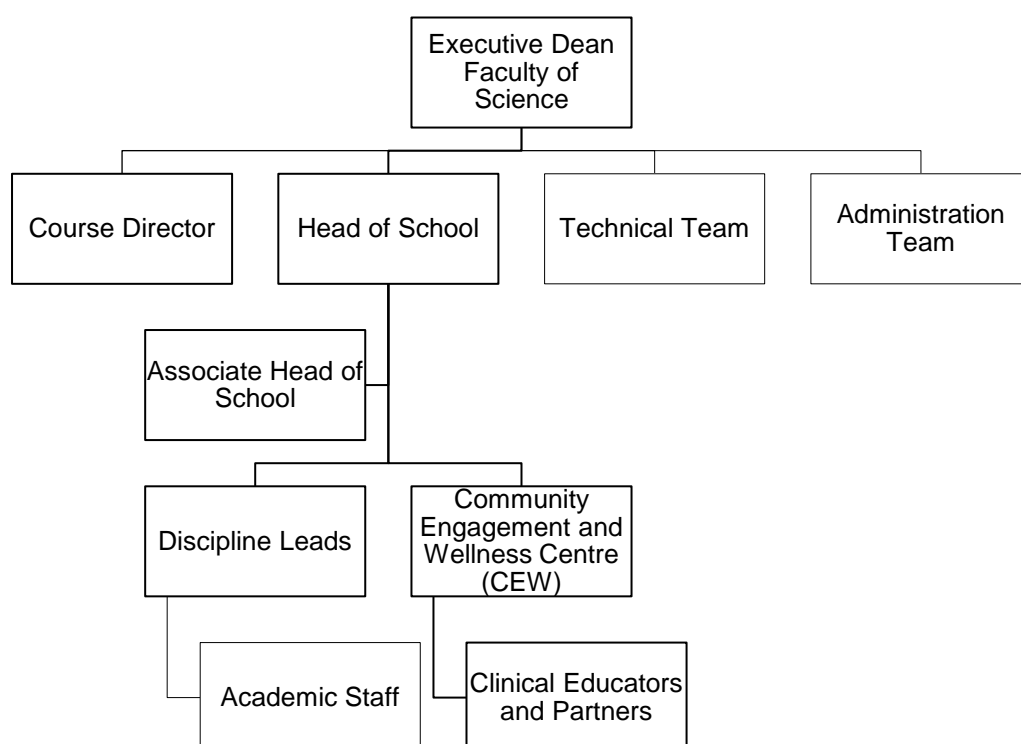 Executive Dean
Faculty of
Science
Course Director
Head of School
Technical Team
Administration
Team
Associate Head of
School
Discipline Leads
Community
Engagement and
Wellness Centre
(CEW)
Academic Staff
Clinical Educators
and Partners